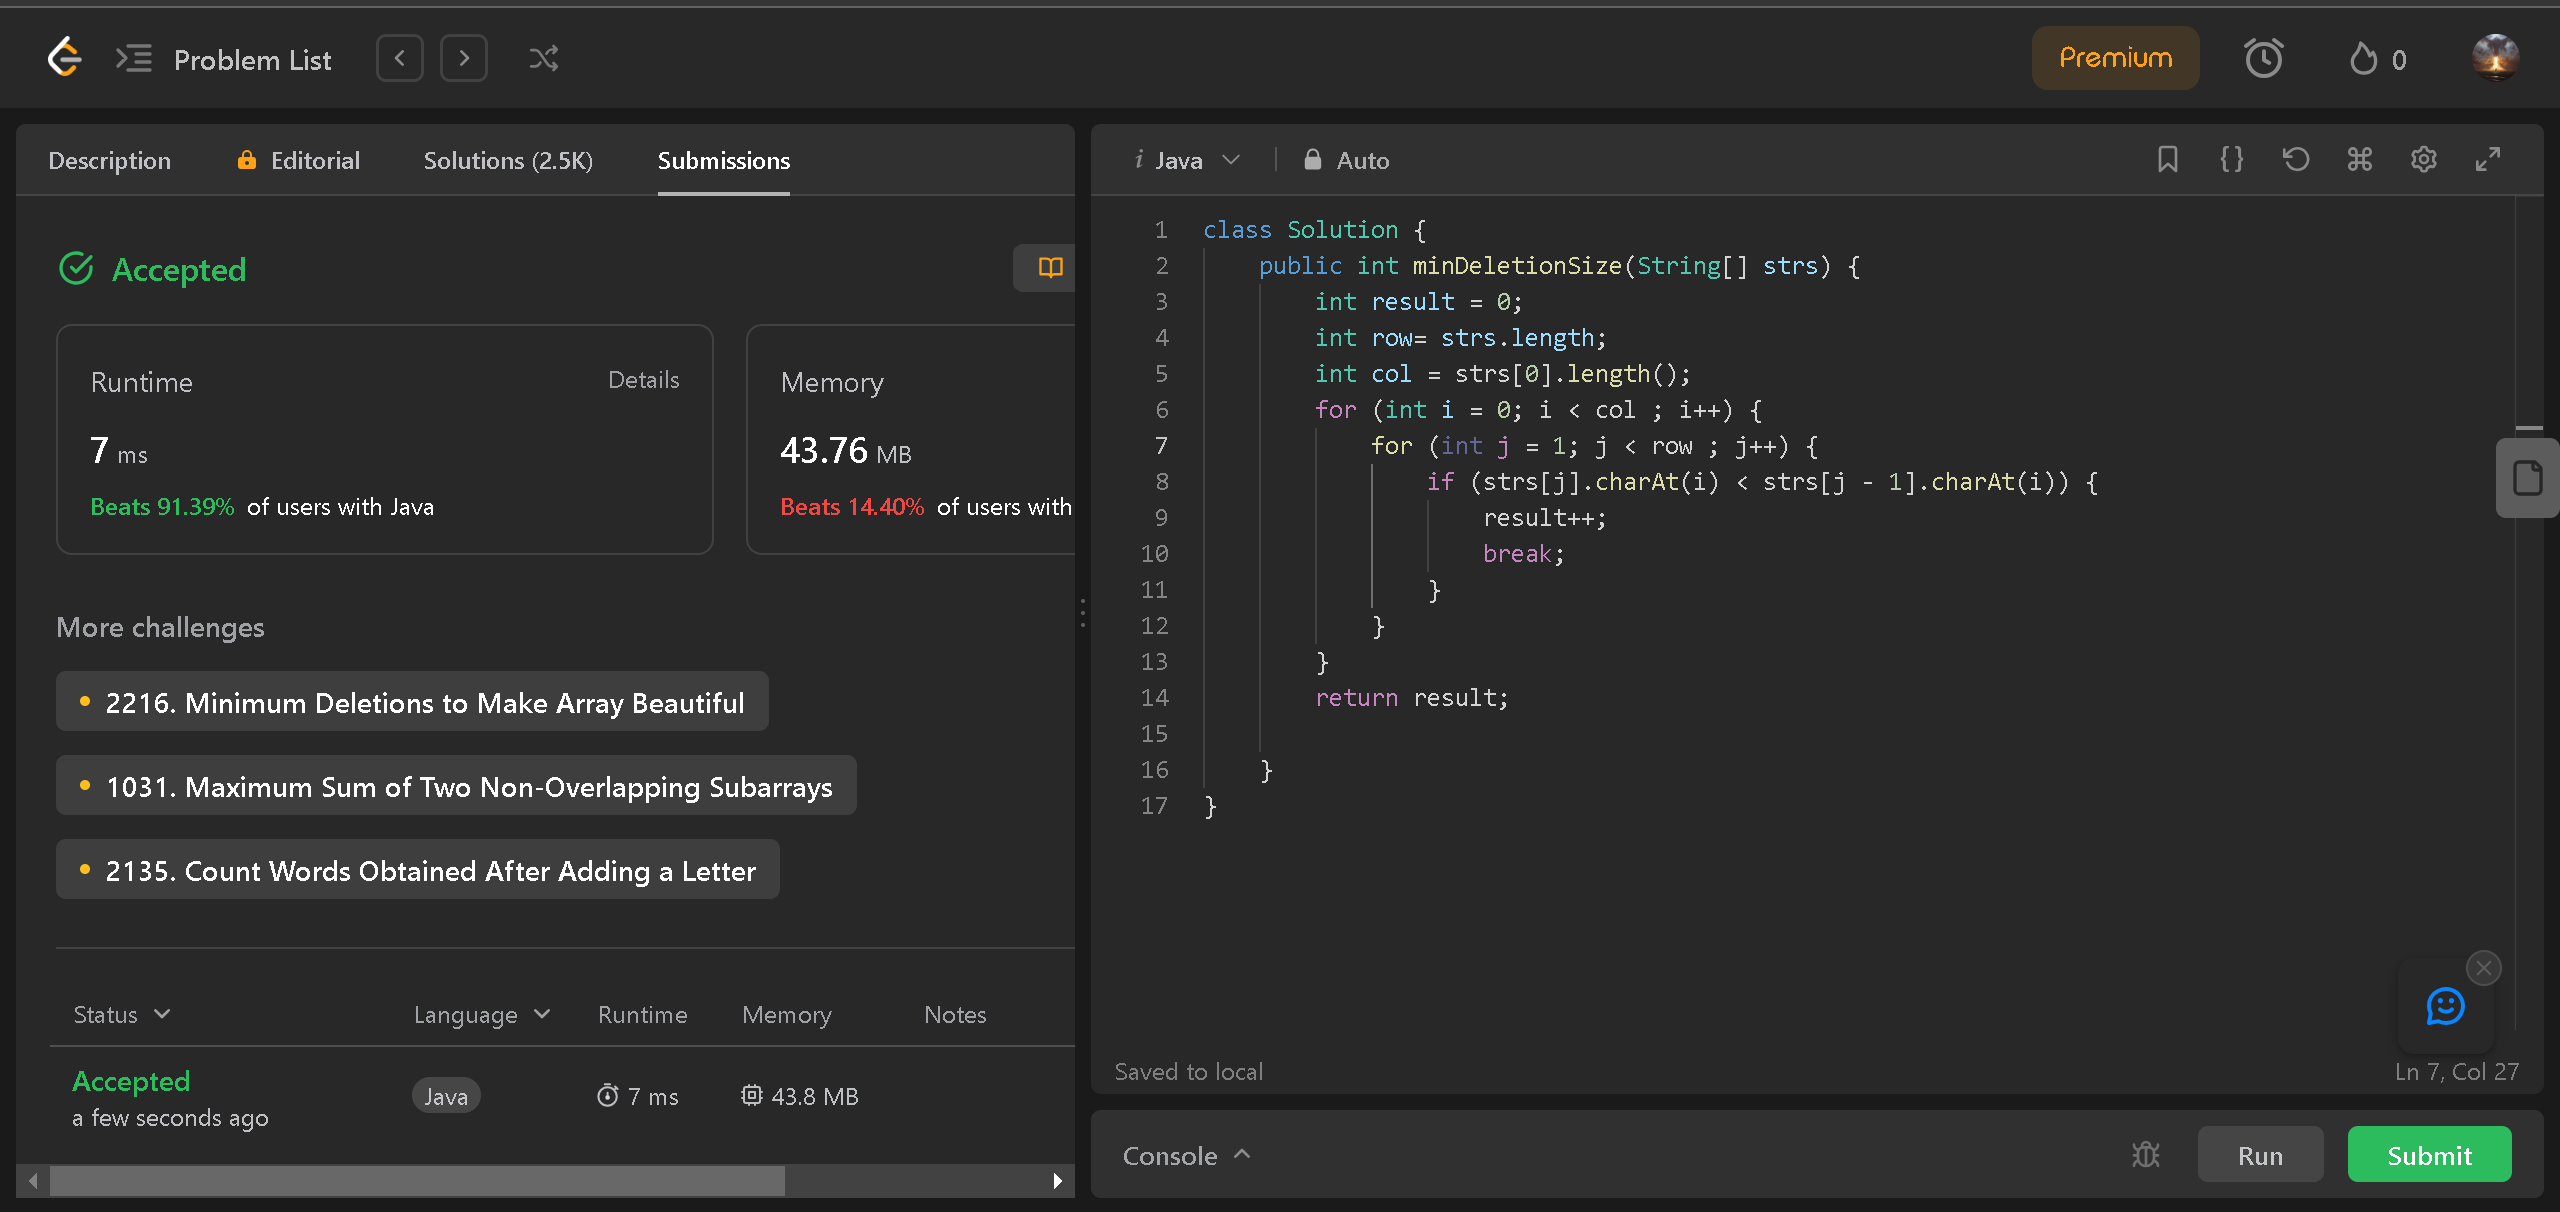 Problem List
Premium
0
Description
Editorial
Solutions (2.5K)
Submissions
Accepted
Runtime
Details
7 ms
Beats 91.39% of users with Java
Memory
43.76 MB
Beats 14.40% of users with
More challenges
2216. Minimum Deletions to Make Array Beautiful
1031. Maximum Sum of Two Non-Overlapping Subarrays
2135. Count Words Obtained After Adding a Letter
Status Language Runtime Memory Notes
Accepted
a few seconds ago
Java
7 ms
43.8 MB
i Java
Auto
1 class Solution {
2 public int minDeletionSize(String[] strs) {
3 int result = 0;
4 int row= strs.length;
5 int col = strs[0].length();
6 for (int i = 0; i < col ; i++) {
7 for (int j = 1; j < row ; j++) {
8 if (strs[j].charAt(i) < strs[j - 1].charAt(i)) {
9 result++;
10 break;
11 }
12 }
13 }
14 return result;
15
16 }
17 }
Saved to local
Ln 7, Col 27
Console
Run
Submit